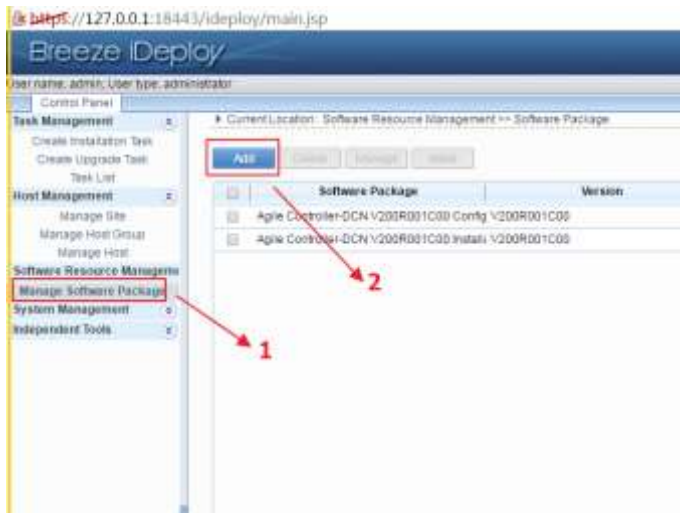 https://127.0.0.1:18443/ideploy/main.jsp
Breeze iDeploy
User name: admin, User type: administrator
Control Panel
Task Management
Create Installation Task
Create Upgrade Task
Task List
Host Management
Manage Site
Manage Host Group
Manage Host
Software Resource Manageme
Manage Software Package
System Management
Independent Tools
Current Location : Software Resource Management >> Software Package
Add
Software Package
Version
Agile Controller-DCN V200R001C00 Config
V200R001C00
Agile Controller-DCN V200R001C00 Installi
V200R001C00
1
2